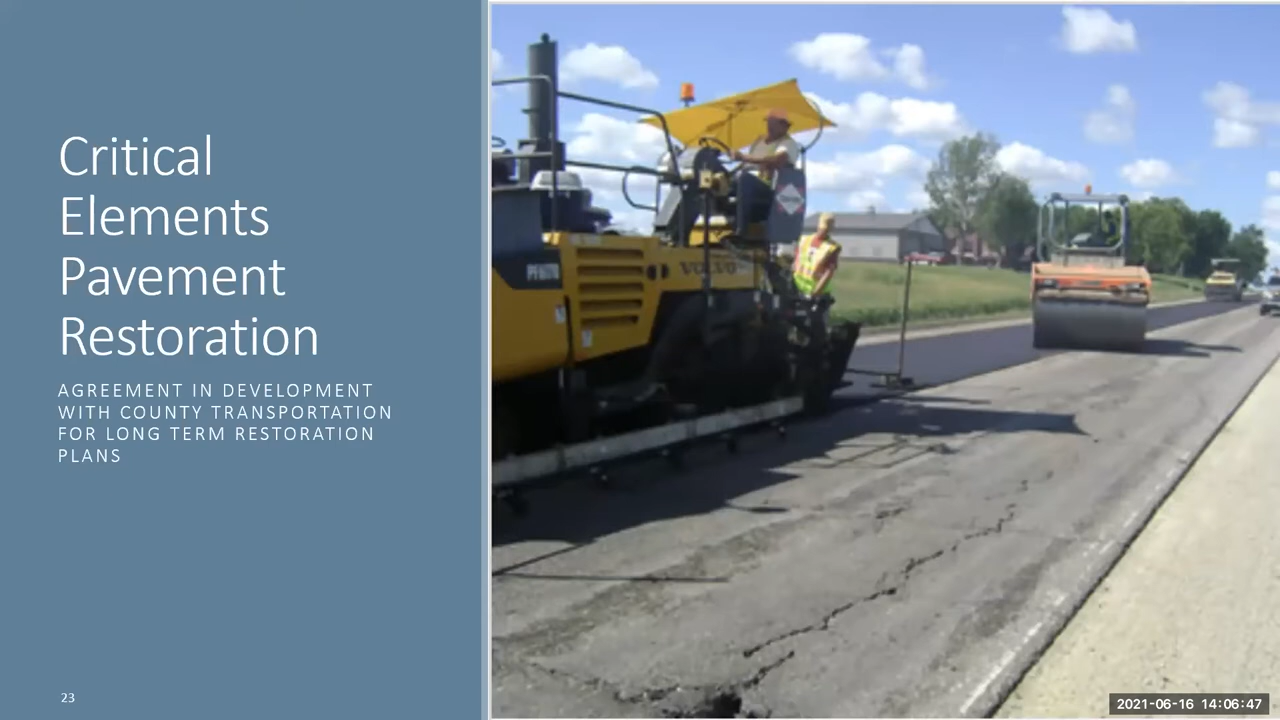 Critical
Elements
Pavement
Restoration
AGREEMENT IN DEVELOPMENT
WITH COUNTY TRANSPORTATION
FOR LONG TERM RESTORATION
PLANS
23
VOLVO
2021-06-16 14:06:47